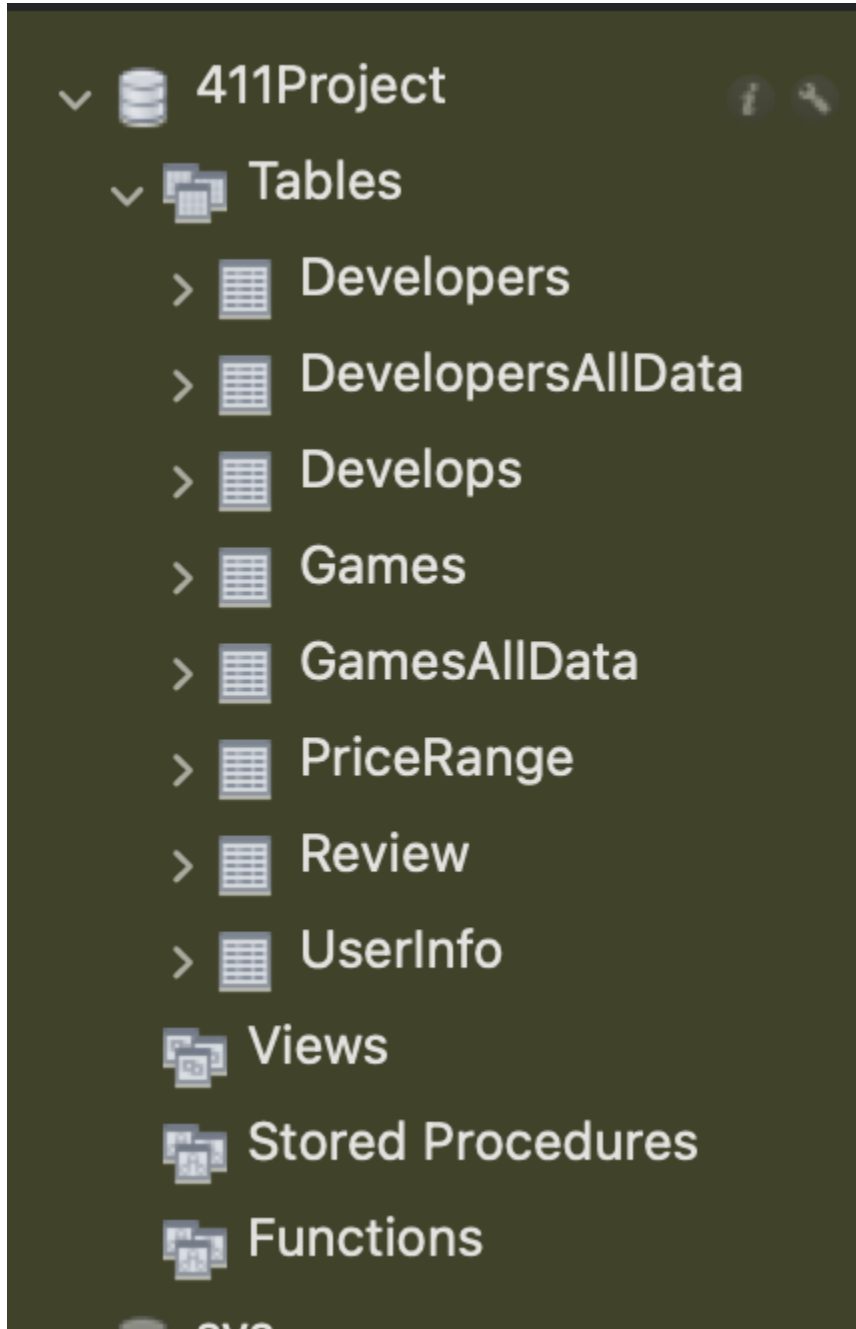 411Project
Tables
Developers
DevelopersAllData
Develops
Games
GamesAllData
PriceRange
Review
UserInfo
Views
Stored Procedures
Functions